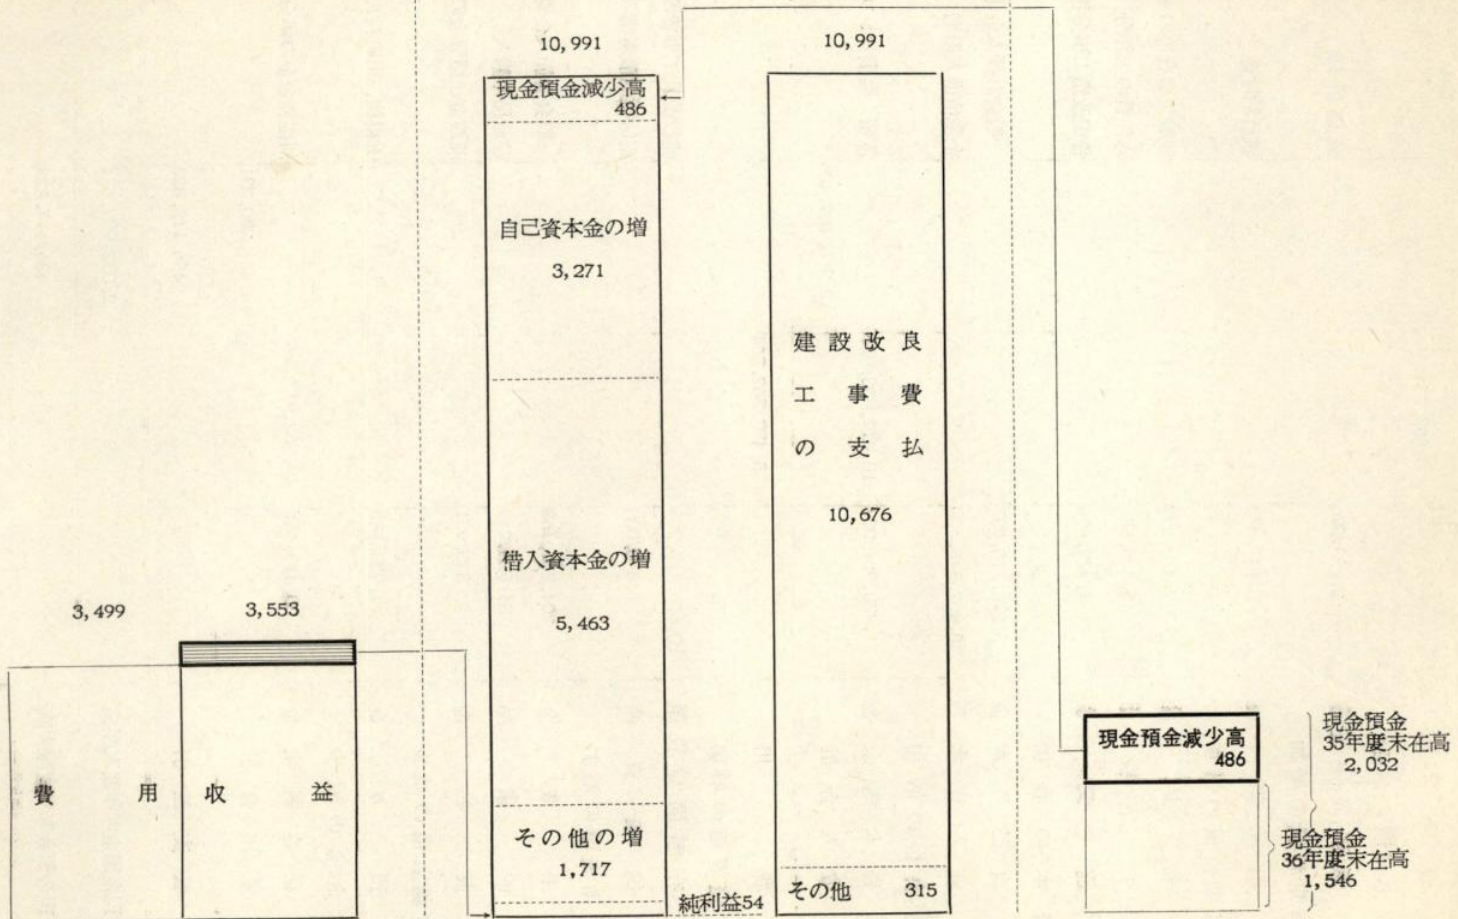 3,499
3,553
費用
収益
10,991
現金預金減少高
486
自己資本金の増
3,271
借入資本金の増
5,463
その他の増
1,717
純利益54
10,991
建設改良
工事費
の支払
10,676
その他 315
現金預金減少高
486
現金預金
35年度末在高
2,032
現金預金
36年度末在高
1,546